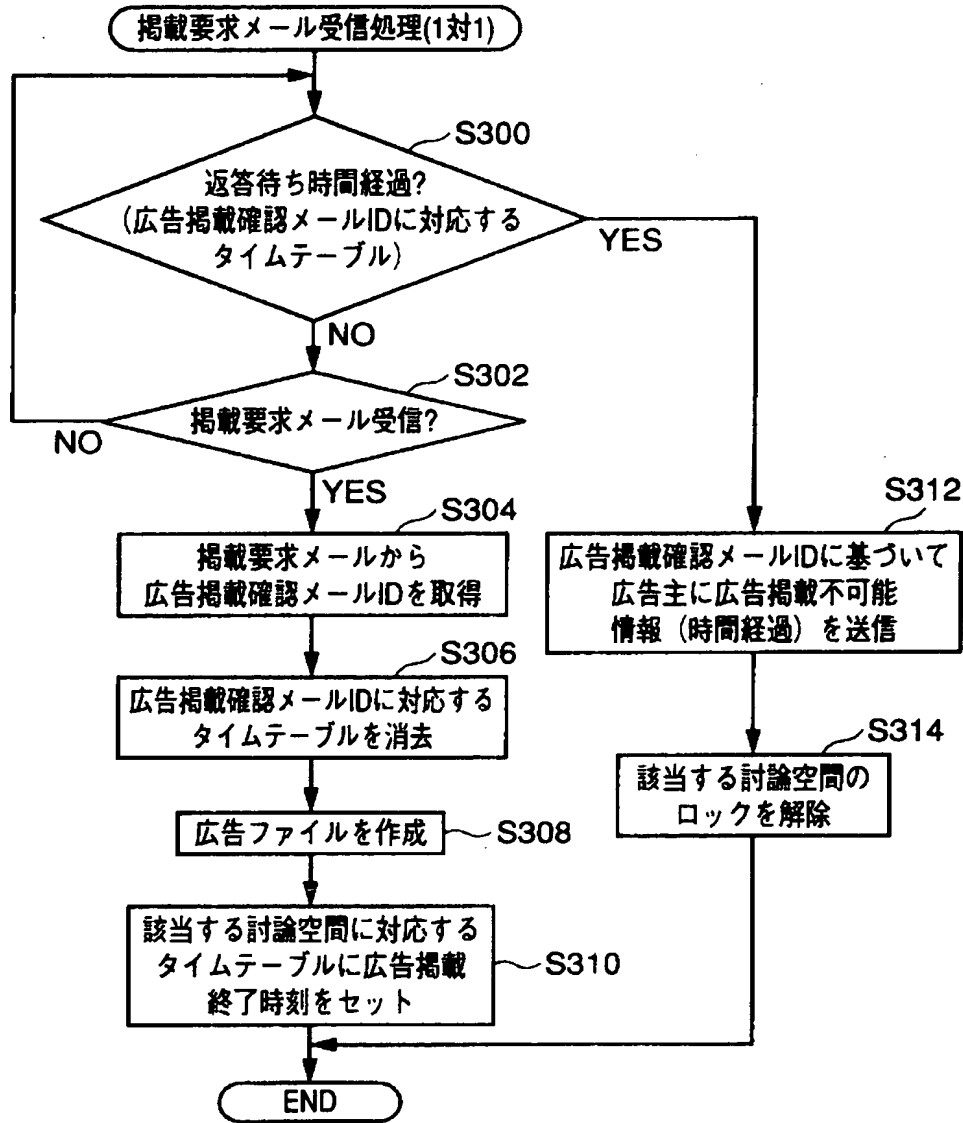 掲載要求メール受信処理(1対1)
S300
返答待ち時間経過?
(広告掲載確認メールIDに対応する
タイムテーブル)
YES
NO
S302
掲載要求メール受信?
NO
YES
S304
掲載要求メールから
広告掲載確認メールIDを取得
S306
広告掲載確認メールIDに対応する
タイムテーブルを消去
広告ファイルを作成
S308
該当する討論空間に対応する
タイムテーブルに広告掲載
終了時刻をセット
S310
S312
広告掲載確認メールIDに基づいて
広告主に広告掲載不可能
情報(時間経過)を送信
S314
該当する討論空間の
ロックを解除
END